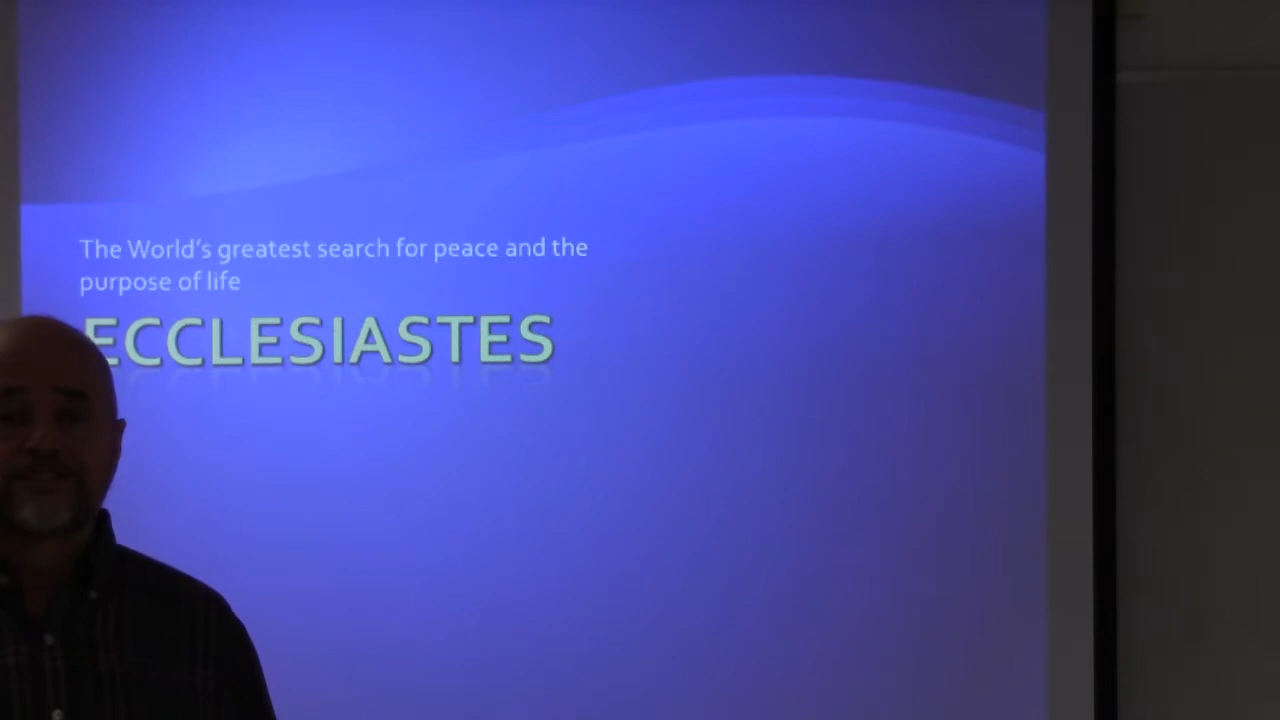 The World's greatest search for peace and the
purpose of life
ECCLESIASTES